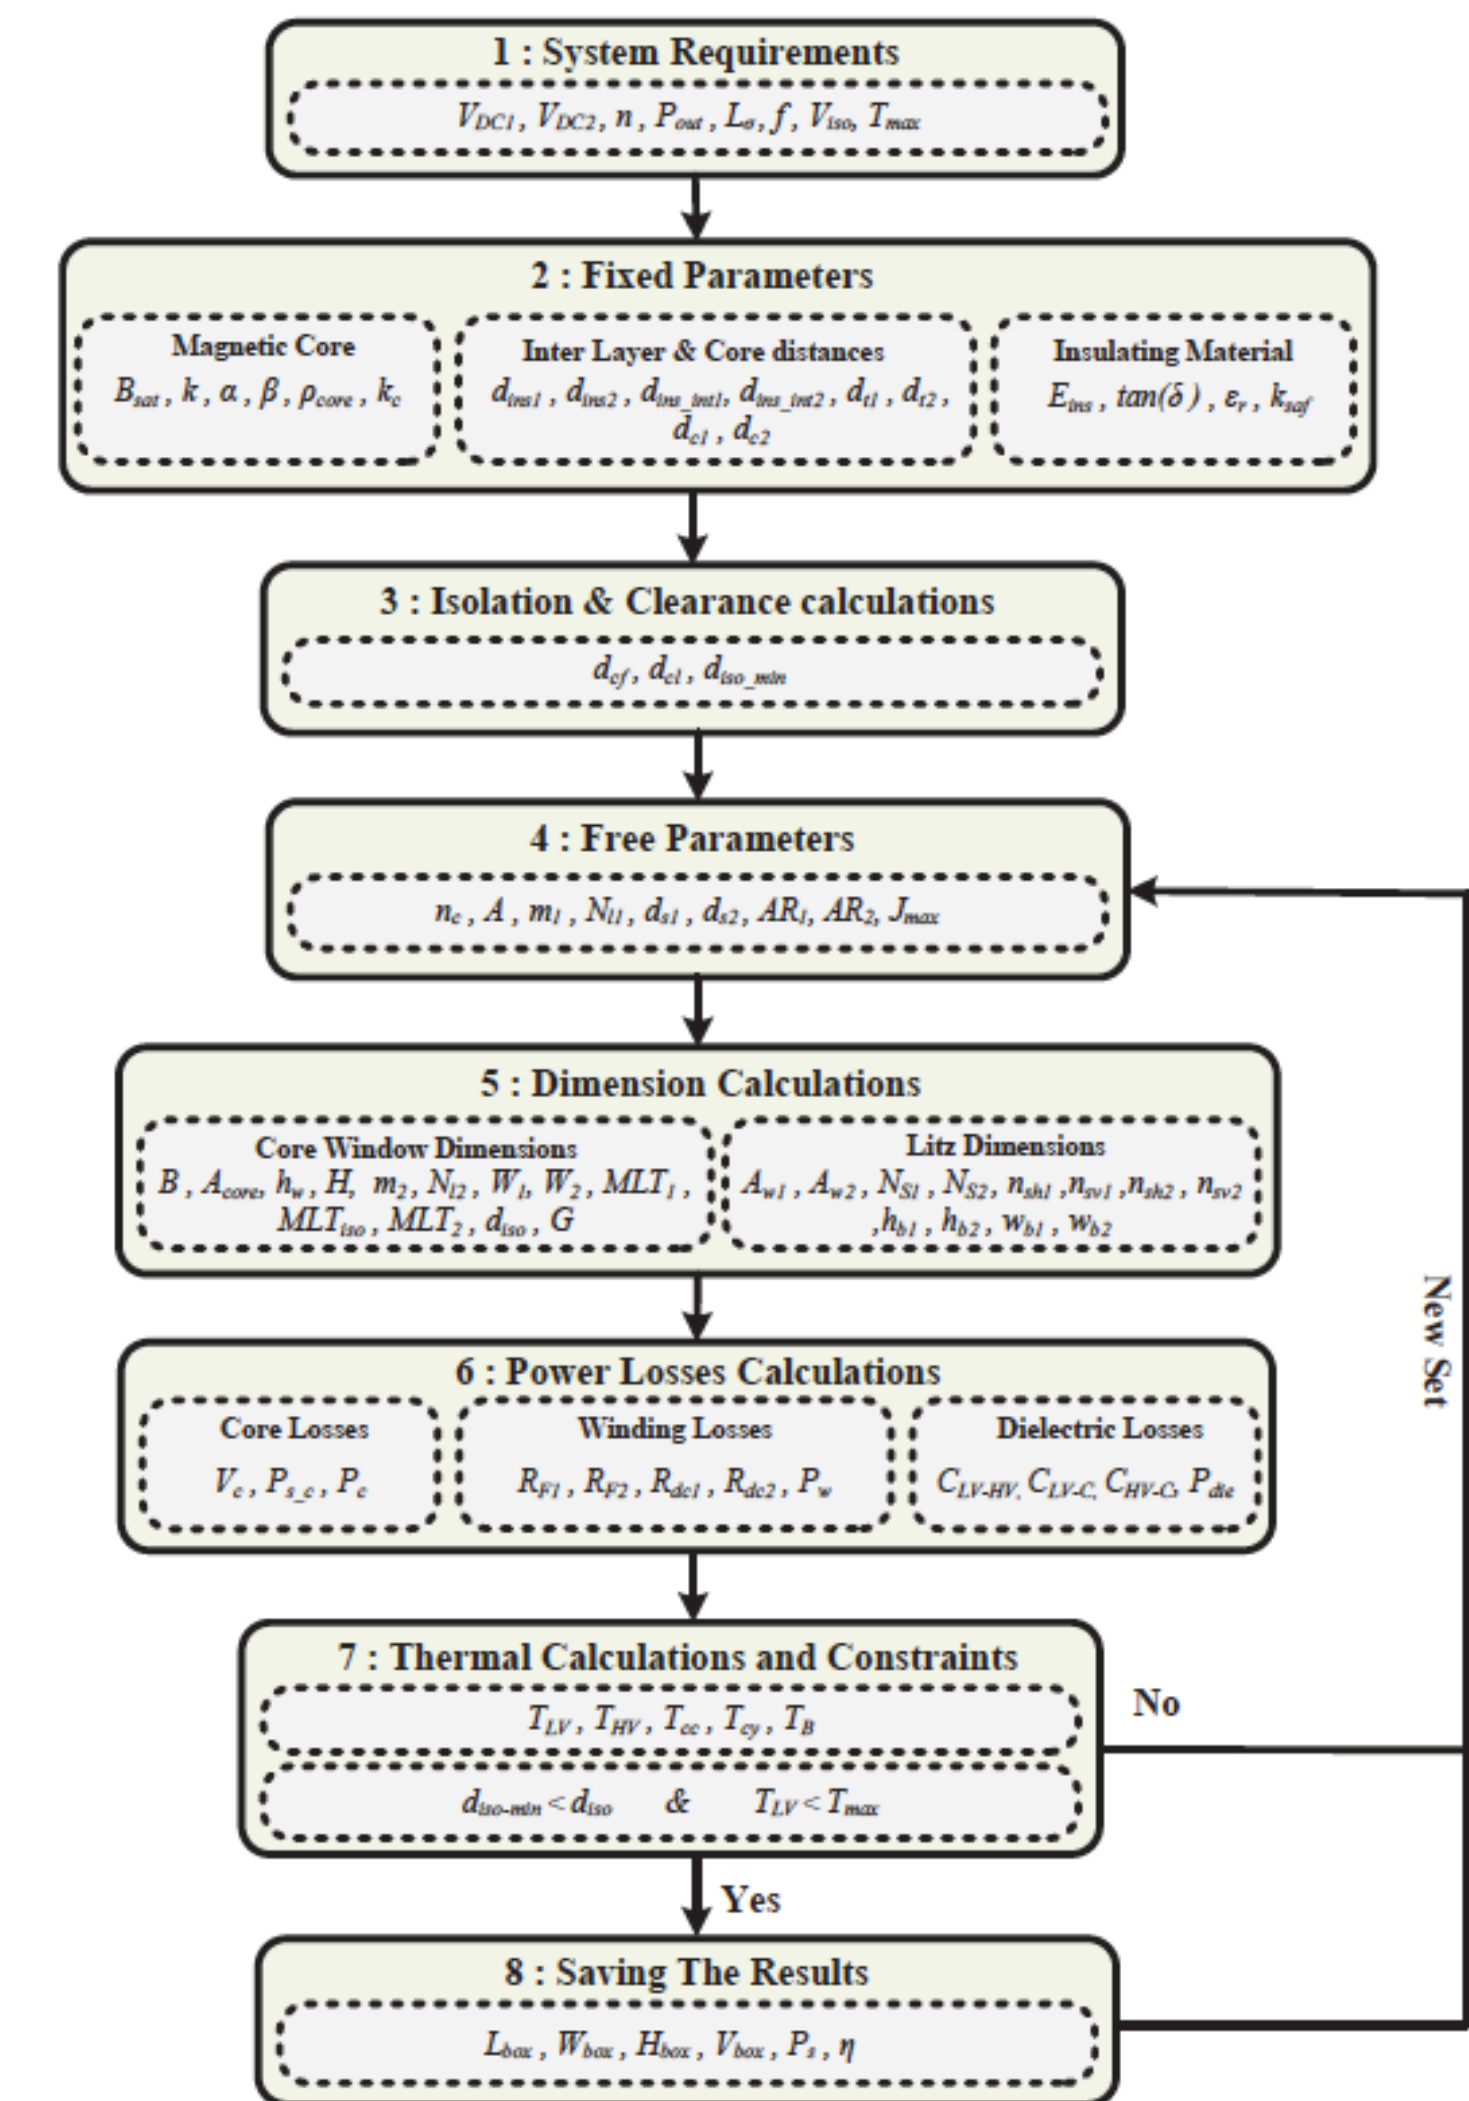 1 : System Requirements
V_DC1 , V_DC2, n , P_out , L_σ , f , V_iso, T_max
2 : Fixed Parameters
Magnetic Core
B_sat , k , α , β , ρ_core , k_c
Inter Layer & Core distances
d_ins1 , d_ins2 , d_ins_int1, d_ins_int2 , d_t1 , d_t2 ,
d_c1 , d_c2
Insulating Material
E_ins , tan(δ ) , ε_r , k_saf
3 : Isolation & Clearance calculations
d_cf , d_cl , d_iso_min
4 : Free Parameters
n_c , A , m_1 , N_l1 , d_s1 , d_s2 , AR_1, AR_2, J_max
5 : Dimension Calculations
Core Window Dimensions
B , A_core, h_w , H, m_2 , N_l2 , W_1, W_2 , MLT_1 ,
MLT_iso , MLT_2 , d_iso , G
Litz Dimensions
A_w1 , A_w2 , N_S1 , N_S2 , n_sh1 ,n_sv1 ,n_sh2 , n_sv2
,h_b1 , h_b2 , w_b1 , w_b2
6 : Power Losses Calculations
Core Losses
V_c , P_s_c , P_c
Winding Losses
R_F1 , R_F2 , R_dc1 , R_dc2 , P_w
Dielectric Losses
C_LV-HV, C_LV-C, C_HV-C, P_die
7 : Thermal Calculations and Constraints
T_LV , T_HV , T_cc , T_cy , T_B
d_iso-min < d_iso & T_LV < T_max
No
Yes
New Set
8 : Saving The Results
L_box , W_box , H_box , V_box , P_s , η